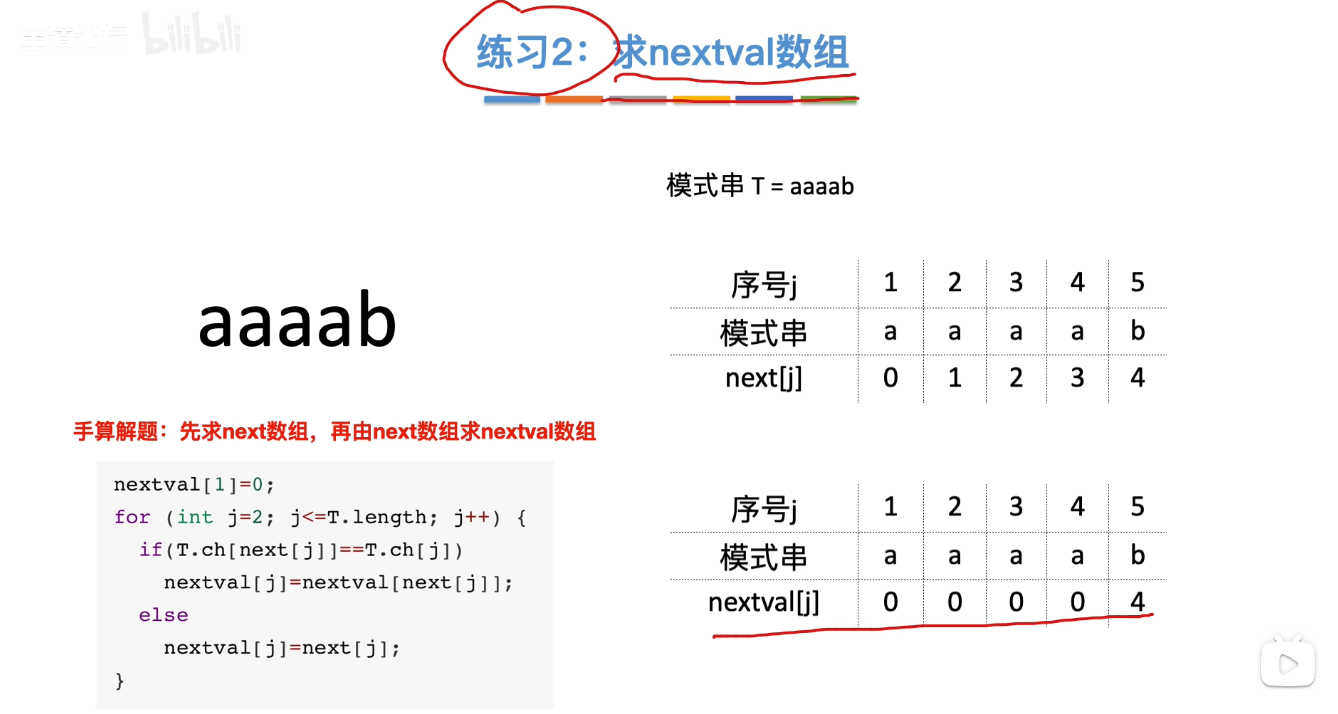 bilibili
练习2：求nextval数组
模式串 T = aaaab
序号j 1 2 3 4 5
模式串 a a a a b
next[j] 0 1 2 3 4
aaaab
手算解题：先求next数组，再由next数组求nextval数组
nextval[1]=0;
for (int j=2; j<=T.length; j++) {
if(T.ch[next[j]]==T.ch[j])
nextval[j]=nextval[next[j]];
else
nextval[j]=next[j];
}
序号j 1 2 3 4 5
模式串 a a a a b
nextval[j] 0 0 0 0 4